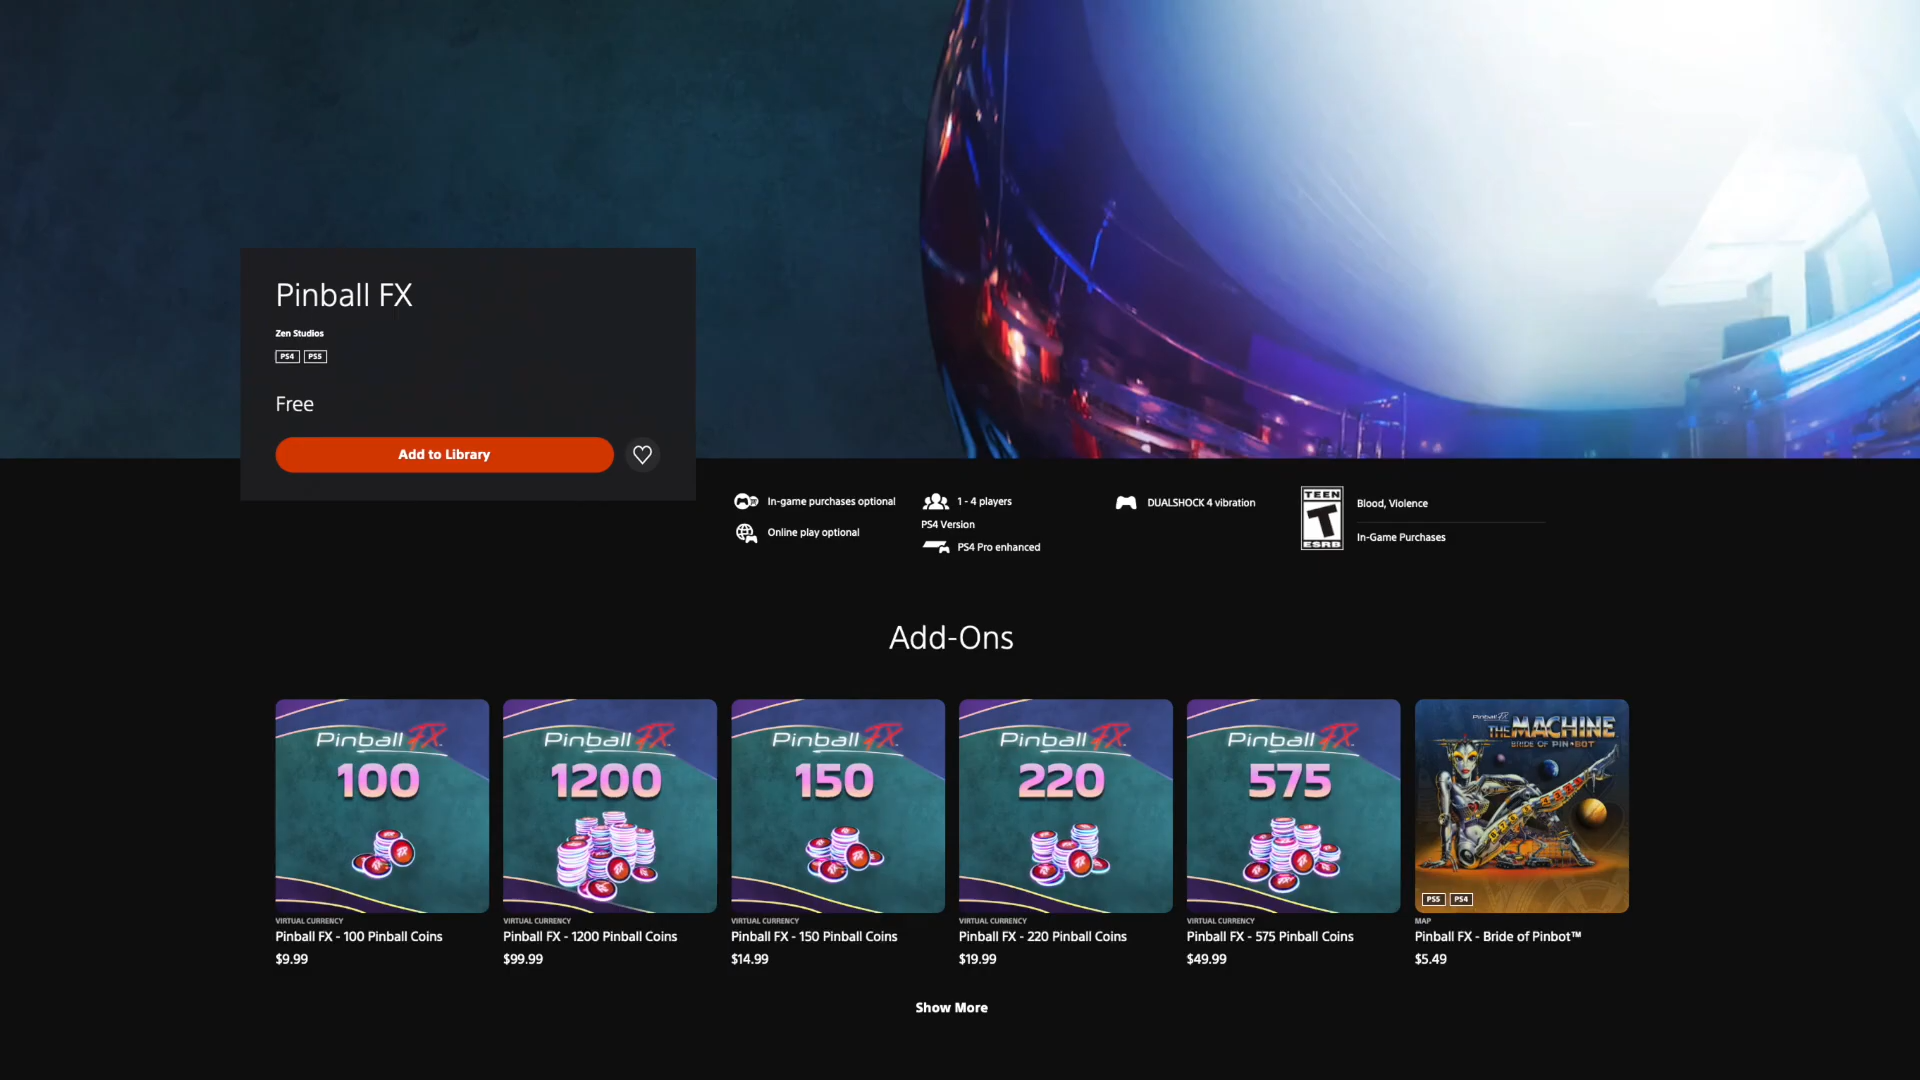 Pinball FX
Zen Studios
PS4 PS5
Free
Add to Library
In-game purchases optional
Online play optional
1 - 4 players
PS4 Version
PS4 Pro enhanced
DUALSHOCK 4 vibration
TEEN
T
ESRB
Blood, Violence
In-Game Purchases
Add-Ons
Pinball FX
100
VIRTUAL CURRENCY
Pinball FX - 100 Pinball Coins
$9.99
Pinball FX
1200
VIRTUAL CURRENCY
Pinball FX - 1200 Pinball Coins
$99.99
Pinball FX
150
VIRTUAL CURRENCY
Pinball FX - 150 Pinball Coins
$14.99
Pinball FX
220
VIRTUAL CURRENCY
Pinball FX - 220 Pinball Coins
$19.99
Pinball FX
575
VIRTUAL CURRENCY
Pinball FX - 575 Pinball Coins
$49.99
Pinball FX
THE MACHINE
BRIDE OF PIN•BOT
PS5 PS4
MAP
Pinball FX - Bride of Pinbot™
$5.49
Show More